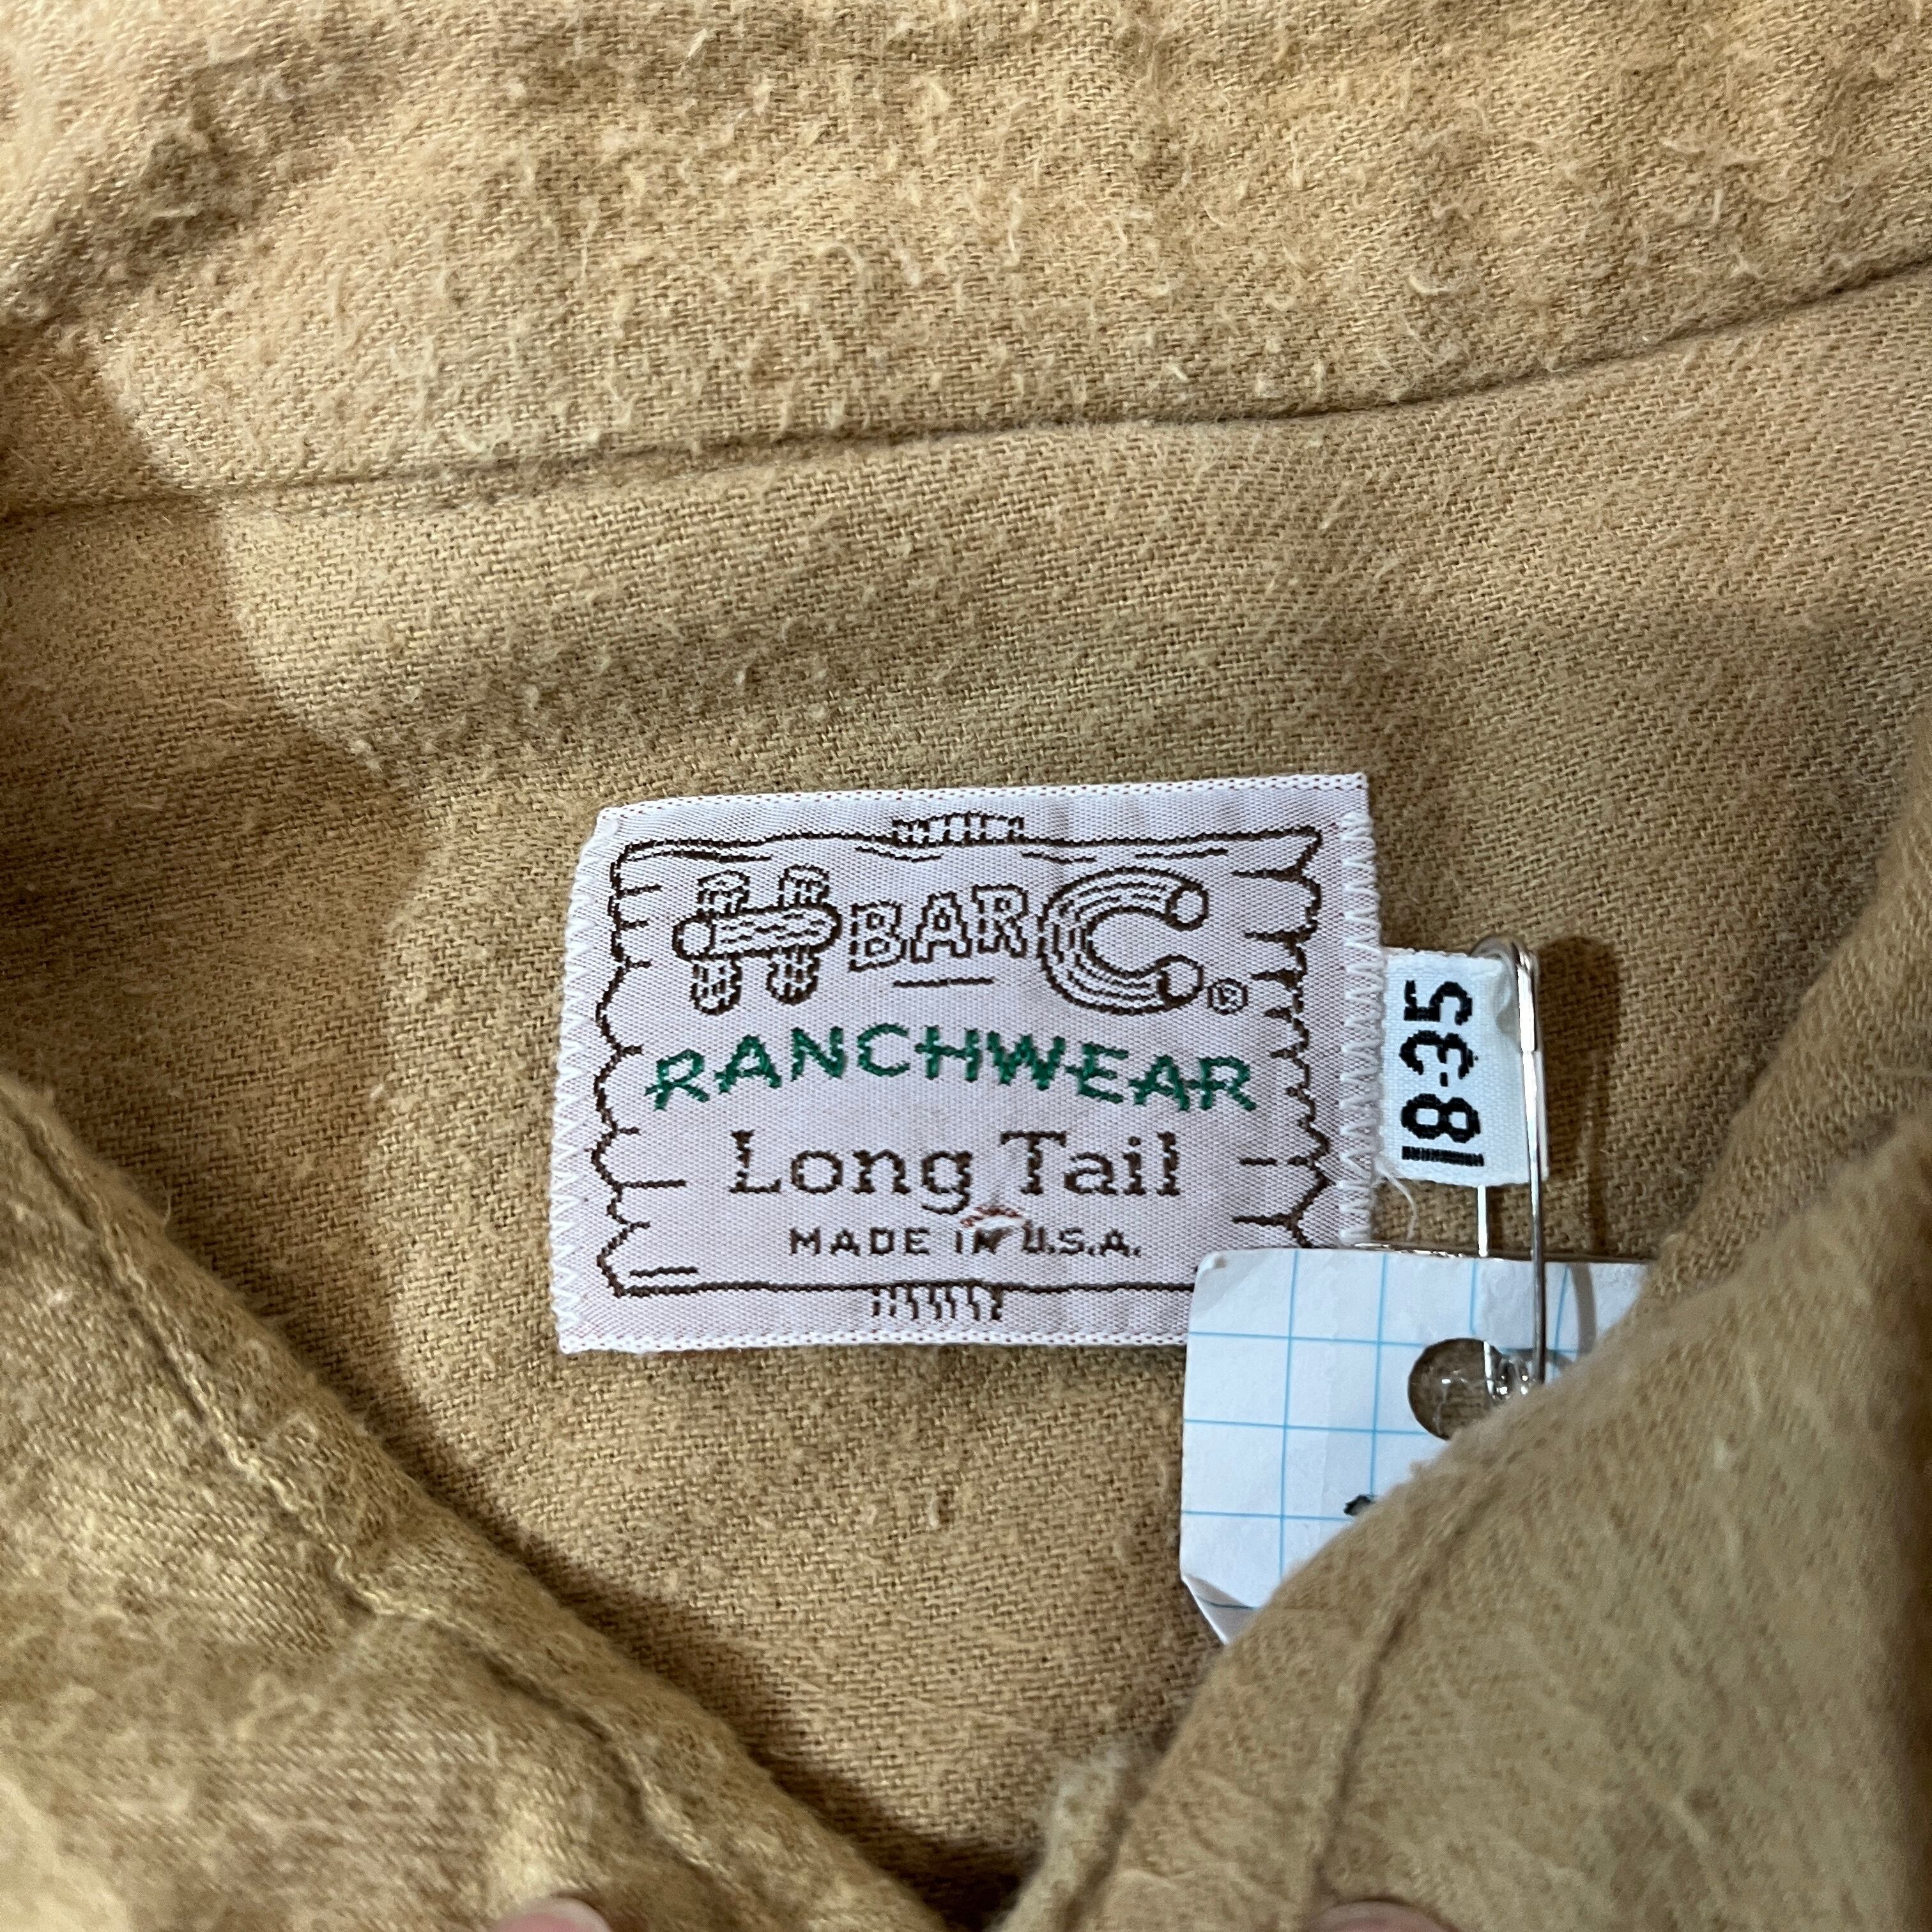 H BAR C ®
RANCHWEAR
Long Tail
MADE IN U.S.A.
18-35